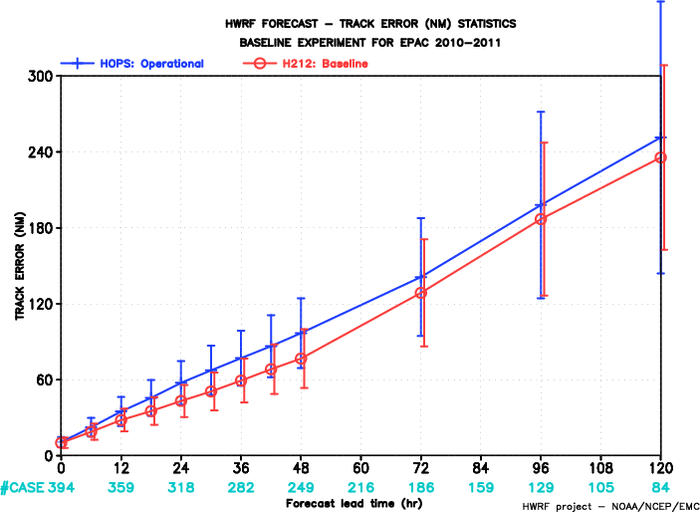 HWRF FORECAST – TRACK ERROR (NM) STATISTICS
BASELINE EXPERIMENT FOR EPAC 2010–2011
HOPS: Operational H212: Baseline
300
240
180
120
60
0
TRACK ERROR (NM)
0 12 24 36 48 60 72 84 96 108 120
#CASE 394 359 318 282 249 216 186 159 129 105 84
Forecast lead time (hr)
HWRF project – NOAA/NCEP/EMC